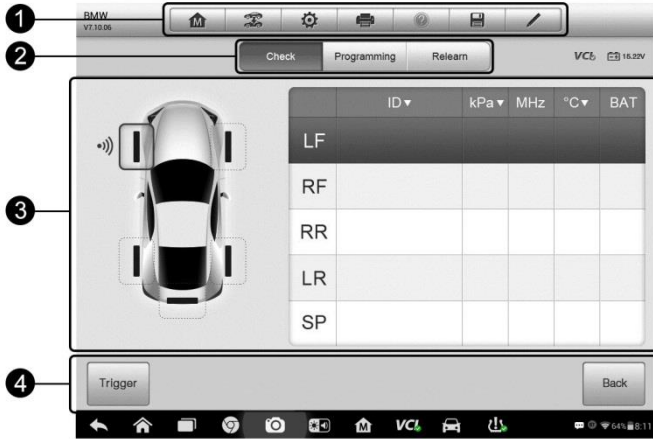 BMW
V7.10.06
1
M
?
2
Check Programming Relearn
VCI 15.22V
3
ID▼ kPa▼ MHz °C▼ BAT
LF
RF
RR
LR
SP
4
Trigger Back
M VCI 64% 8:11